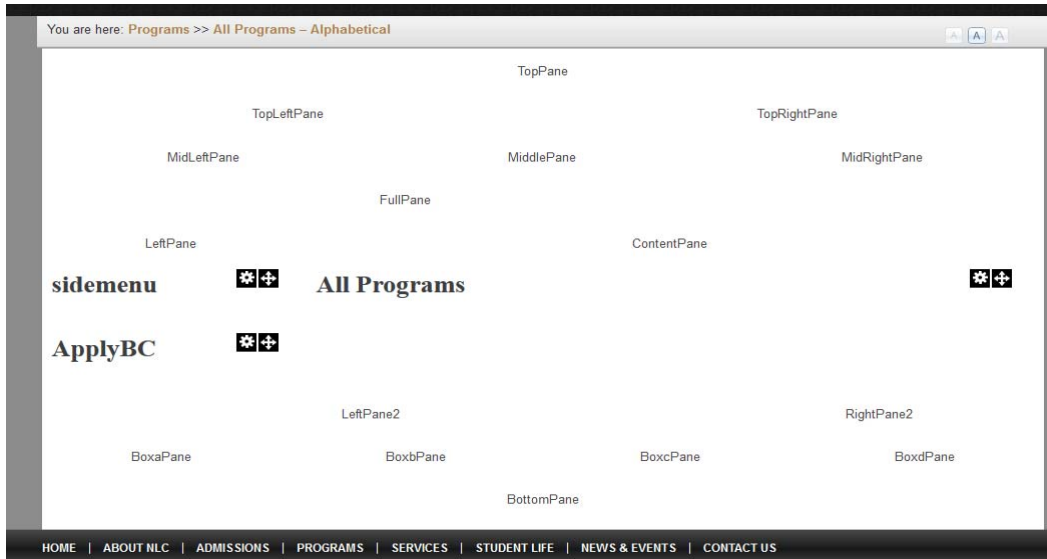 You are here: Programs >> All Programs – Alphabetical
A A A
TopPane
TopLeftPane TopRightPane
MidLeftPane MiddlePane MidRightPane
FullPane
LeftPane ContentPane
sidemenu All Programs
ApplyBC
LeftPane2 RightPane2
BoxaPane BoxbPane BoxcPane BoxdPane
BottomPane
HOME | ABOUT NLC | ADMISSIONS | PROGRAMS | SERVICES | STUDENT LIFE | NEWS & EVENTS | CONTACT US